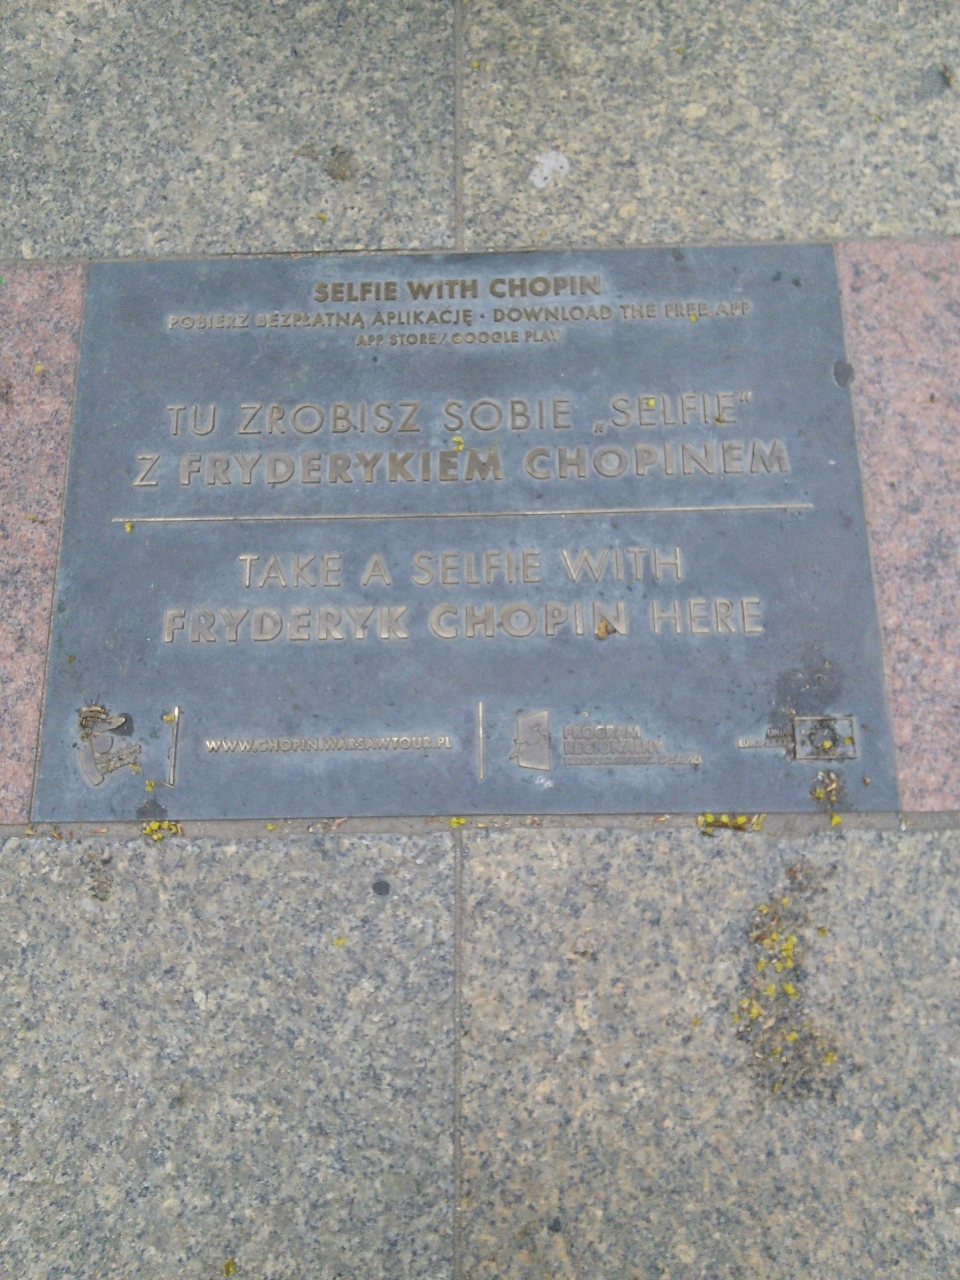 SELFIE WITH CHOPIN
POBIERZ BEZPŁATNĄ APLIKACJĘ · DOWNLOAD THE FREE APP
APP STORE/GOOGLE PLAY
TU ZROBISZ SOBIE „SELFIE”
Z FRYDERYKIEM CHOPINEM
TAKE A SELFIE WITH
FRYDERYK CHOPIN HERE
WWW.CHOPIN.WARSAWTOUR.PL
PROGRAM
REGIONALNY